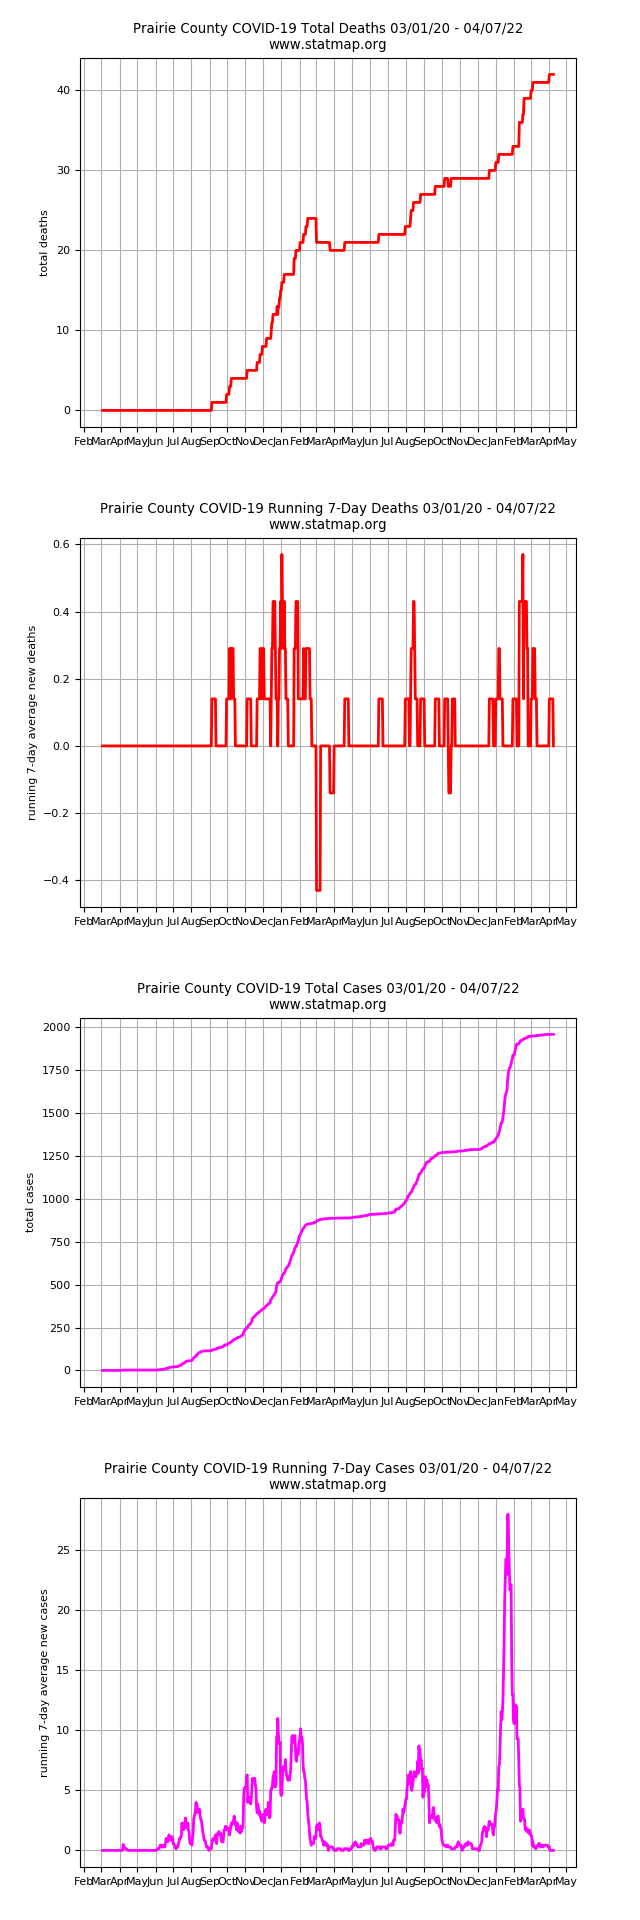 Prairie County COVID-19 Total Deaths 03/01/20 - 04/07/22
www.statmap.org
40
30
20
10
0
total deaths
Feb Mar Apr May Jun Jul Aug Sep Oct Nov Dec Jan Feb Mar Apr May Jun Jul Aug Sep Oct Nov Dec Jan Feb Mar Apr May
Prairie County COVID-19 Running 7-Day Deaths 03/01/20 - 04/07/22
www.statmap.org
0.6
0.4
0.2
0.0
−0.2
−0.4
running 7-day average new deaths
Feb Mar Apr May Jun Jul Aug Sep Oct Nov Dec Jan Feb Mar Apr May Jun Jul Aug Sep Oct Nov Dec Jan Feb Mar Apr May
Prairie County COVID-19 Total Cases 03/01/20 - 04/07/22
www.statmap.org
2000
1750
1500
1250
1000
750
500
250
0
total cases
Feb Mar Apr May Jun Jul Aug Sep Oct Nov Dec Jan Feb Mar Apr May Jun Jul Aug Sep Oct Nov Dec Jan Feb Mar Apr May
Prairie County COVID-19 Running 7-Day Cases 03/01/20 - 04/07/22
www.statmap.org
25
20
15
10
5
0
running 7-day average new cases
Feb Mar Apr May Jun Jul Aug Sep Oct Nov Dec Jan Feb Mar Apr May Jun Jul Aug Sep Oct Nov Dec Jan Feb Mar Apr May